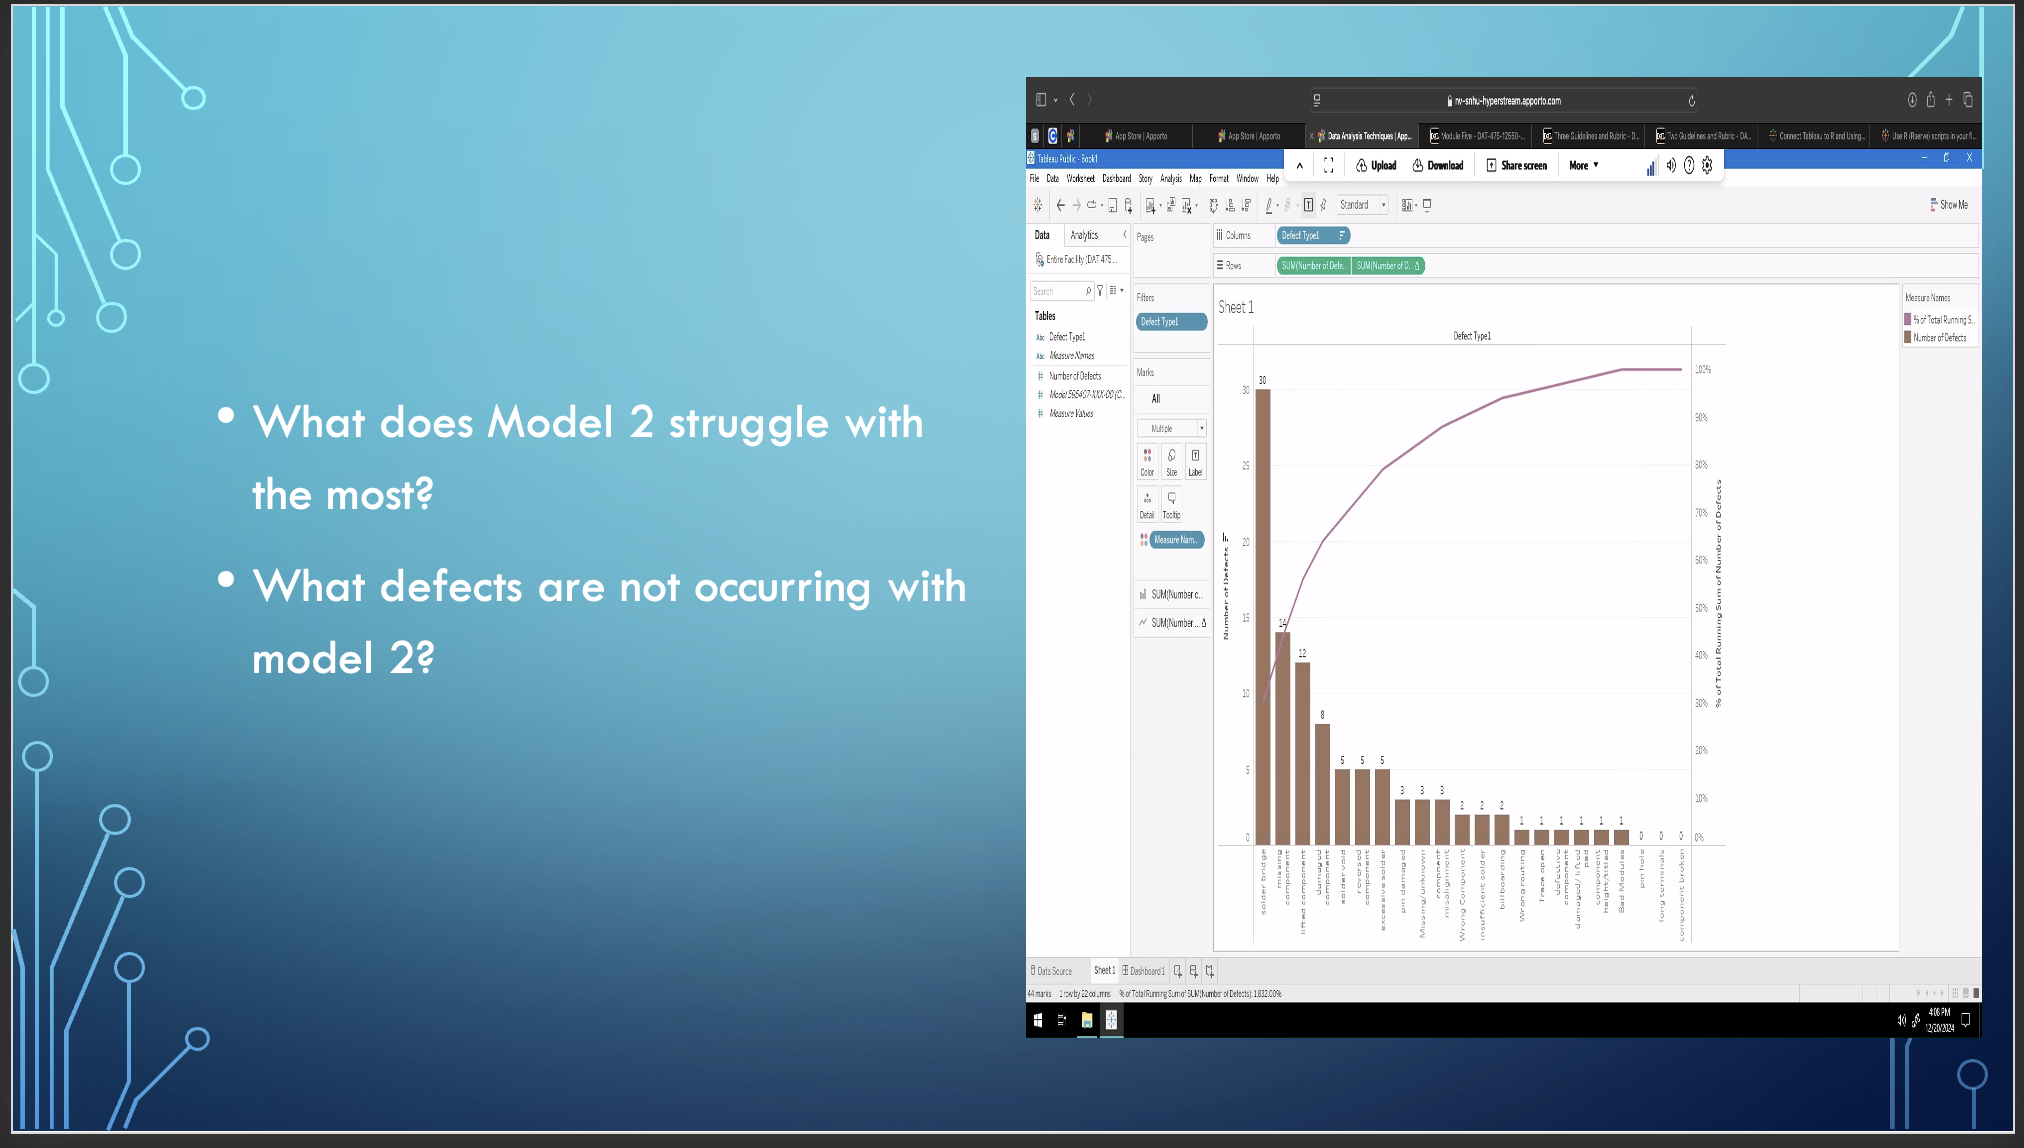 • What does Model 2 struggle with
the most?
• What defects are not occurring with
model 2?
nv-snhu-hyperstream.apporto.com
App Store | Apporto
App Store | Apporto
Data Analysis Techniques | App...
Module Five - DAT-475-12550-...
Three Guidelines and Rubric - D...
Two Guidelines and Rubric - DA...
Connect Tableau to R and Using...
Use R (Rserve) scripts in your fl...
Tableau Public - Book1
Upload
Download
Share screen
More
File Data Worksheet Dashboard Story Analysis Map Format Window Help
Standard
Show Me
Data Analytics
Entire Facility (DAT 475 ...
Search
Tables
Abc Defect Type1
Abc Measure Names
# Number of Defects
# Model 595407-XXX-00 (C...
# Measure Values
Pages
Filters
Defect Type1
Marks
All
Multiple
Color Size Label
Detail Tooltip
Measure Nam..
SUM(Number o..
SUM(Number ... Δ
Columns Defect Type1
Rows SUM(Number of Defe.. SUM(Number of D.. Δ
Sheet 1
Defect Type1
Number of Defects
30
25
20
15
10
5
0
30
14
12
8
5
5
5
3
3
3
2
2
2
1
1
1
1
1
1
0
0
0
100%
90%
80%
70%
60%
50%
40%
30%
20%
10%
0%
% of Total Running Sum of Number of Defects
solder bridge
missing
component
lifted component
damaged
component
solder void
reversed
component
excessive solder
pin damaged
Missing/unknown
component
misalignment
Wrong Component
insufficient solder
billboarding
Wrong routing
Trace open
defective
component
damaged/ lifted
pad
component
height/tilted
Bad Modules
pin hole
long terminals
component broken
Measure Names
% of Total Running S..
Number of Defects
Data Source
Sheet 1
Dashboard 1
44 marks 1 row by 22 columns % of Total Running Sum of SUM(Number of Defects): 1,832.00%
4:08 PM
12/20/2024